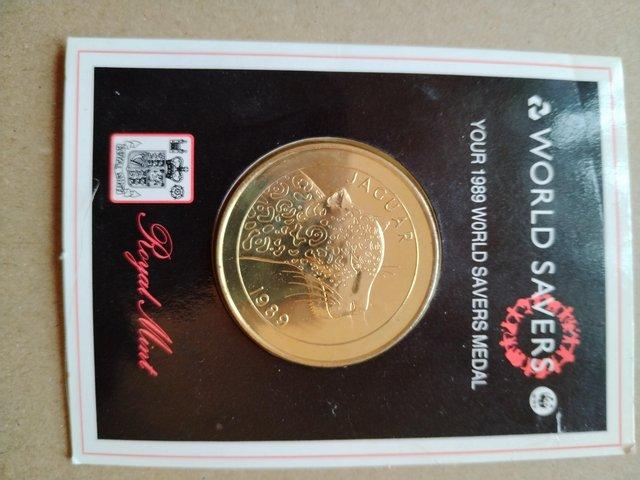 WORLD SAVERS
YOUR 1989 WORLD SAVERS MEDAL
JAGUAR
1989
Royal Mint